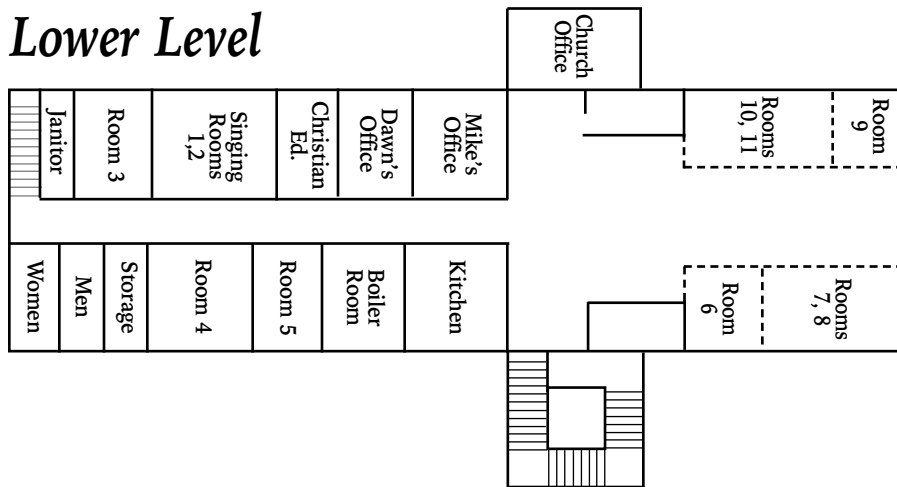 Lower Level
Church
Office
Janitor
Room 3
Singing
Rooms
1,2
Christian
Ed.
Dawn's
Office
Mike's
Office
Rooms
10, 11
Room
9
Women
Men
Storage
Room 4
Room 5
Boiler
Room
Kitchen
Room
6
Rooms
7, 8